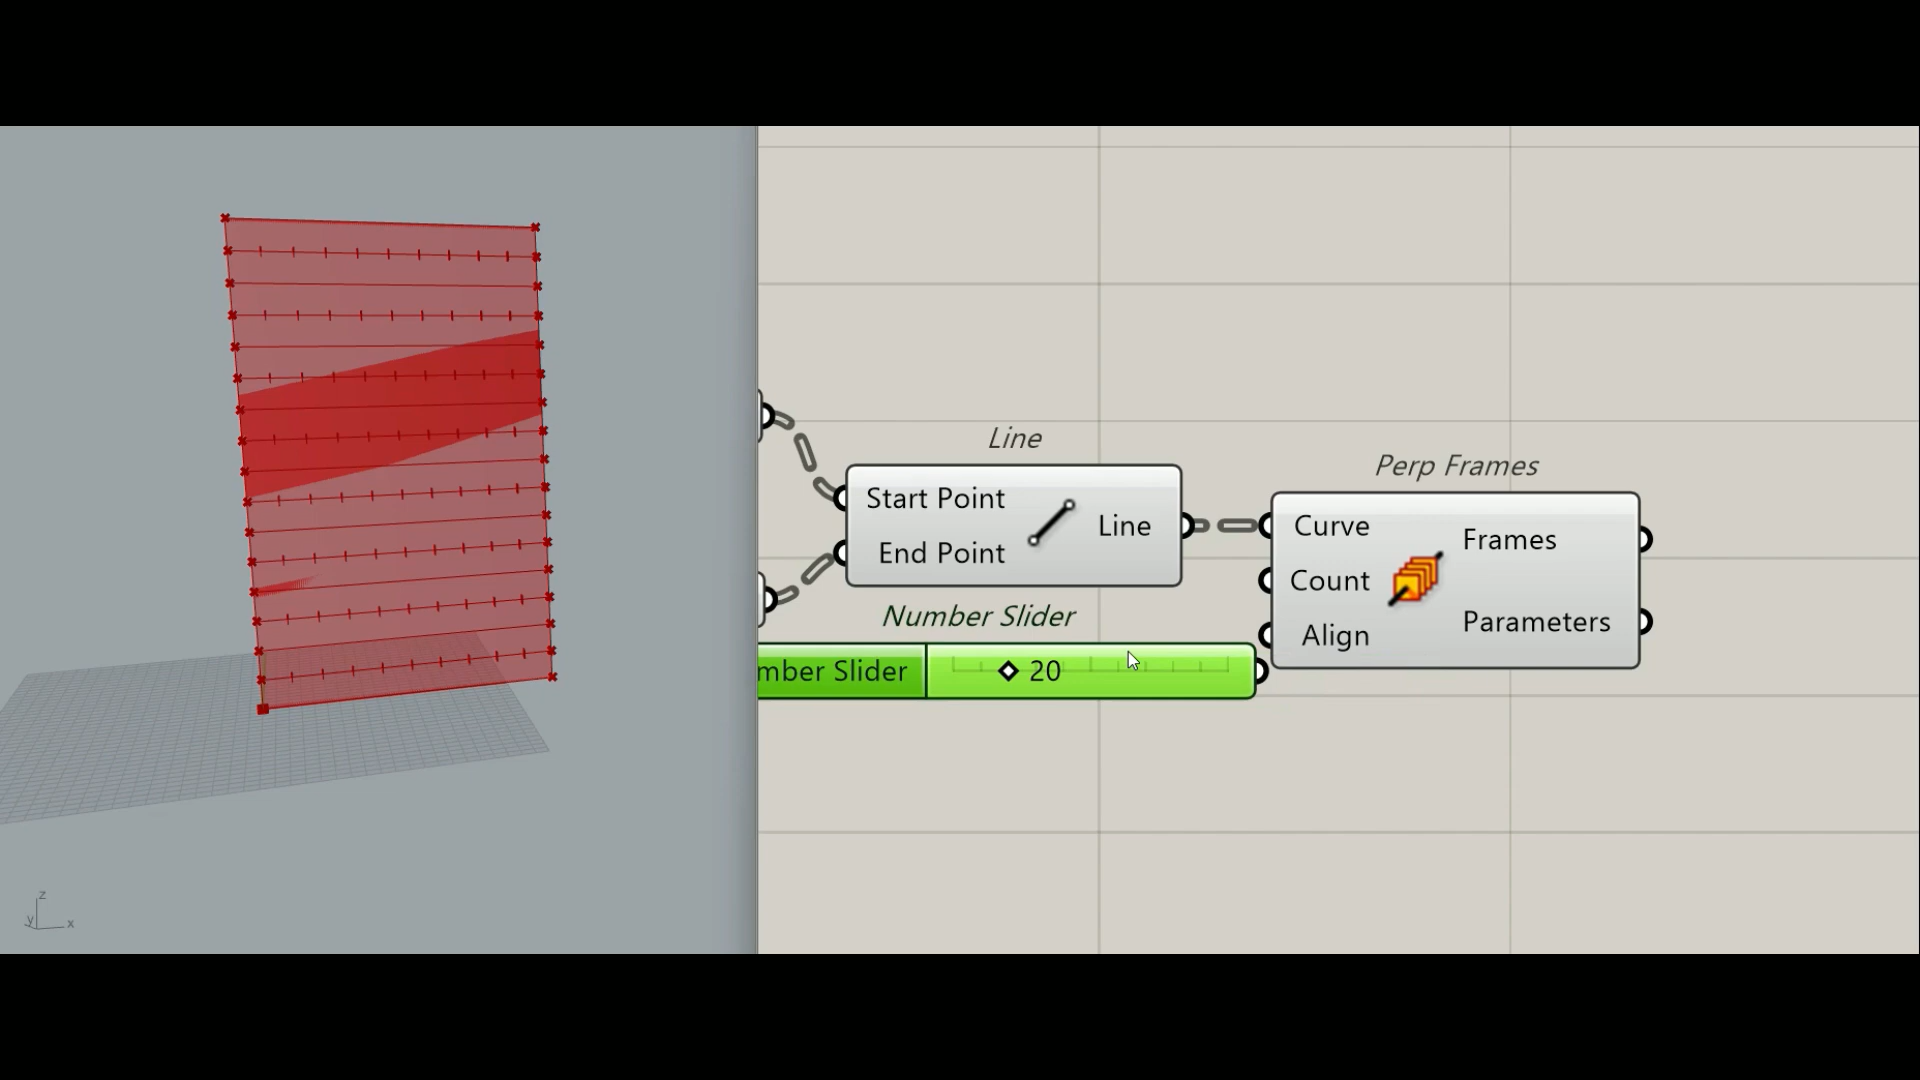 Line
Start Point
End Point
Line
Number Slider
mber Slider
20
Perp Frames
Curve
Count
Align
Frames
Parameters
z
y
x